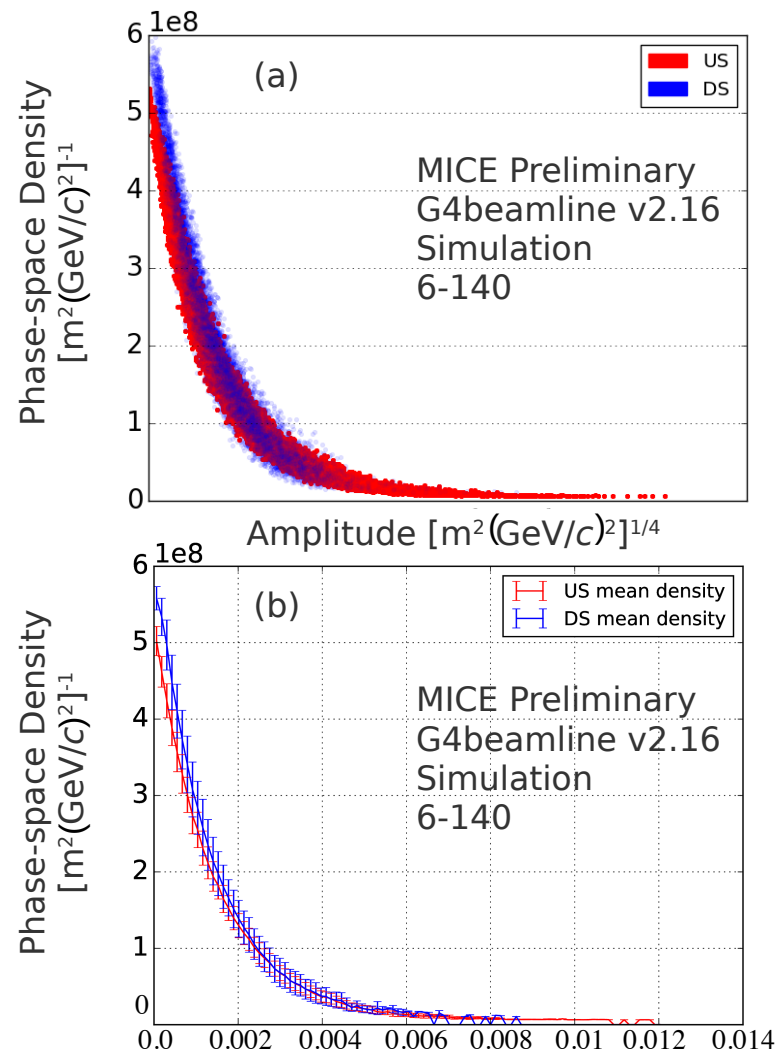 1e8
6
5
4
3
2
1
0
Phase-space Density
[m²(GeV/c)²]⁻¹
(a)
US
DS
MICE Preliminary
G4beamline v2.16
Simulation
6-140
Amplitude [m²(GeV/c)²]¹/⁴
1e8
6
5
4
3
2
1
0
Phase-space Density
[m²(GeV/c)²]⁻¹
(b)
US mean density
DS mean density
MICE Preliminary
G4beamline v2.16
Simulation
6-140
0.0 0.002 0.004 0.006 0.008 0.01 0.012 0.014